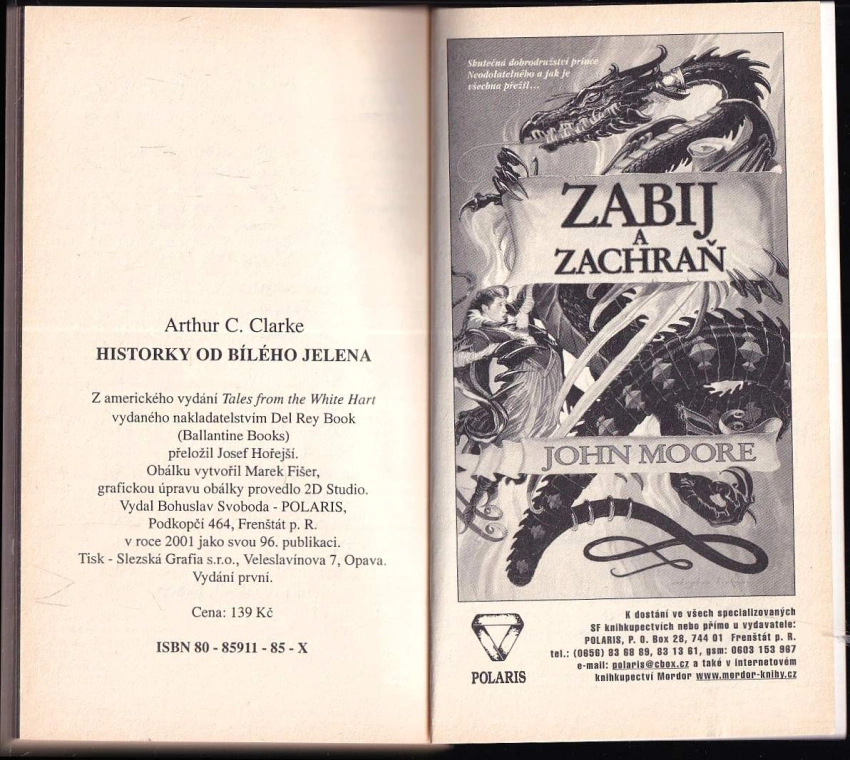 Arthur C. Clarke
HISTORKY OD BÍLÉHO JELENA
Z amerického vydání Tales from the White Hart
vydaného nakladatelstvím Del Rey Book
(Ballantine Books)
přeložil Josef Hořejší.
Obálku vytvořil Marek Fišer,
grafickou úpravu obálky provedlo 2D Studio.
Vydal Bohuslav Svoboda - POLARIS,
Podkopčí 464, Frenštát p. R.
v roce 2001 jako svou 96. publikaci.
Tisk - Slezská Grafia s.r.o., Veleslavínova 7, Opava.
Vydání první.
Cena: 139 Kč
ISBN 80 - 85911 - 85 - X
Skutečná dobrodružství prince
Neodolatelného a jak je
všechna přežil...
ZABIJ
A
ZACHRAŇ
JOHN MOORE
POLARIS
K dostání ve všech specializovaných
SF knihkupectvích nebo přímo u vydavatele:
POLARIS, P. O. Box 28, 744 01 Frenštát p. R.
tel.: (0656) 83 68 89, 83 13 61, gsm: 0603 153 967
e-mail: polaris@cbox.cz a také v internetovém
knihkupectví Mordor www.mordor-knihy.cz